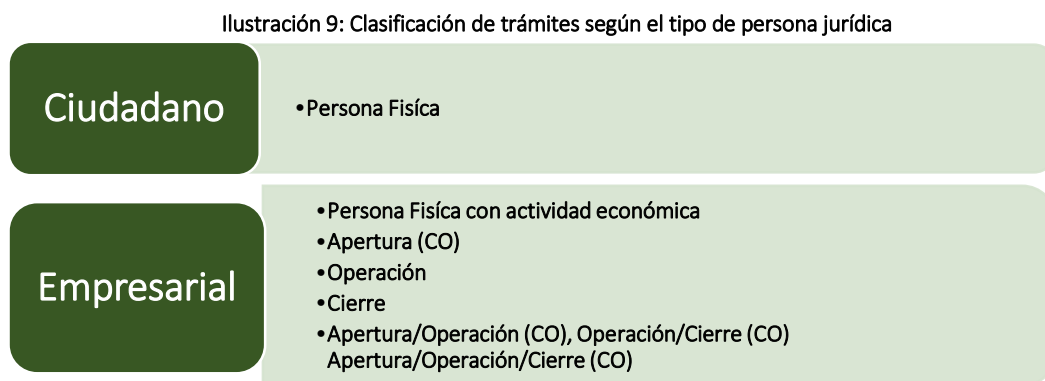 Ilustración 9: Clasificación de trámites según el tipo de persona jurídica
Ciudadano
•Persona Fisíca
Empresarial
•Persona Fisíca con actividad económica
•Apertura (CO)
•Operación
•Cierre
•Apertura/Operación (CO), Operación/Cierre (CO)
Apertura/Operación/Cierre (CO)